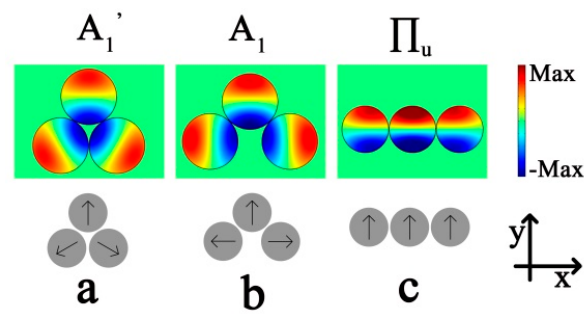 A₁' A₁ Πᵤ
Max
-Max
y
x
a b c